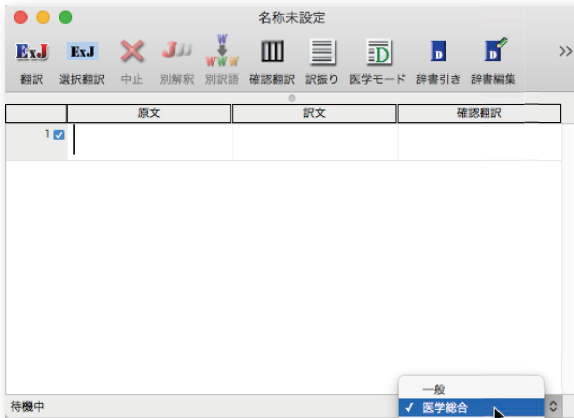 名称未設定
ExJ ExJ J W WWW D D D
翻訳 選択翻訳 中止 別解釈 別訳語 確認翻訳 訳振り 医学モード 辞書引き 辞書編集
原文 訳文 確認翻訳
1
一般
待機中 ✓ 医学総合